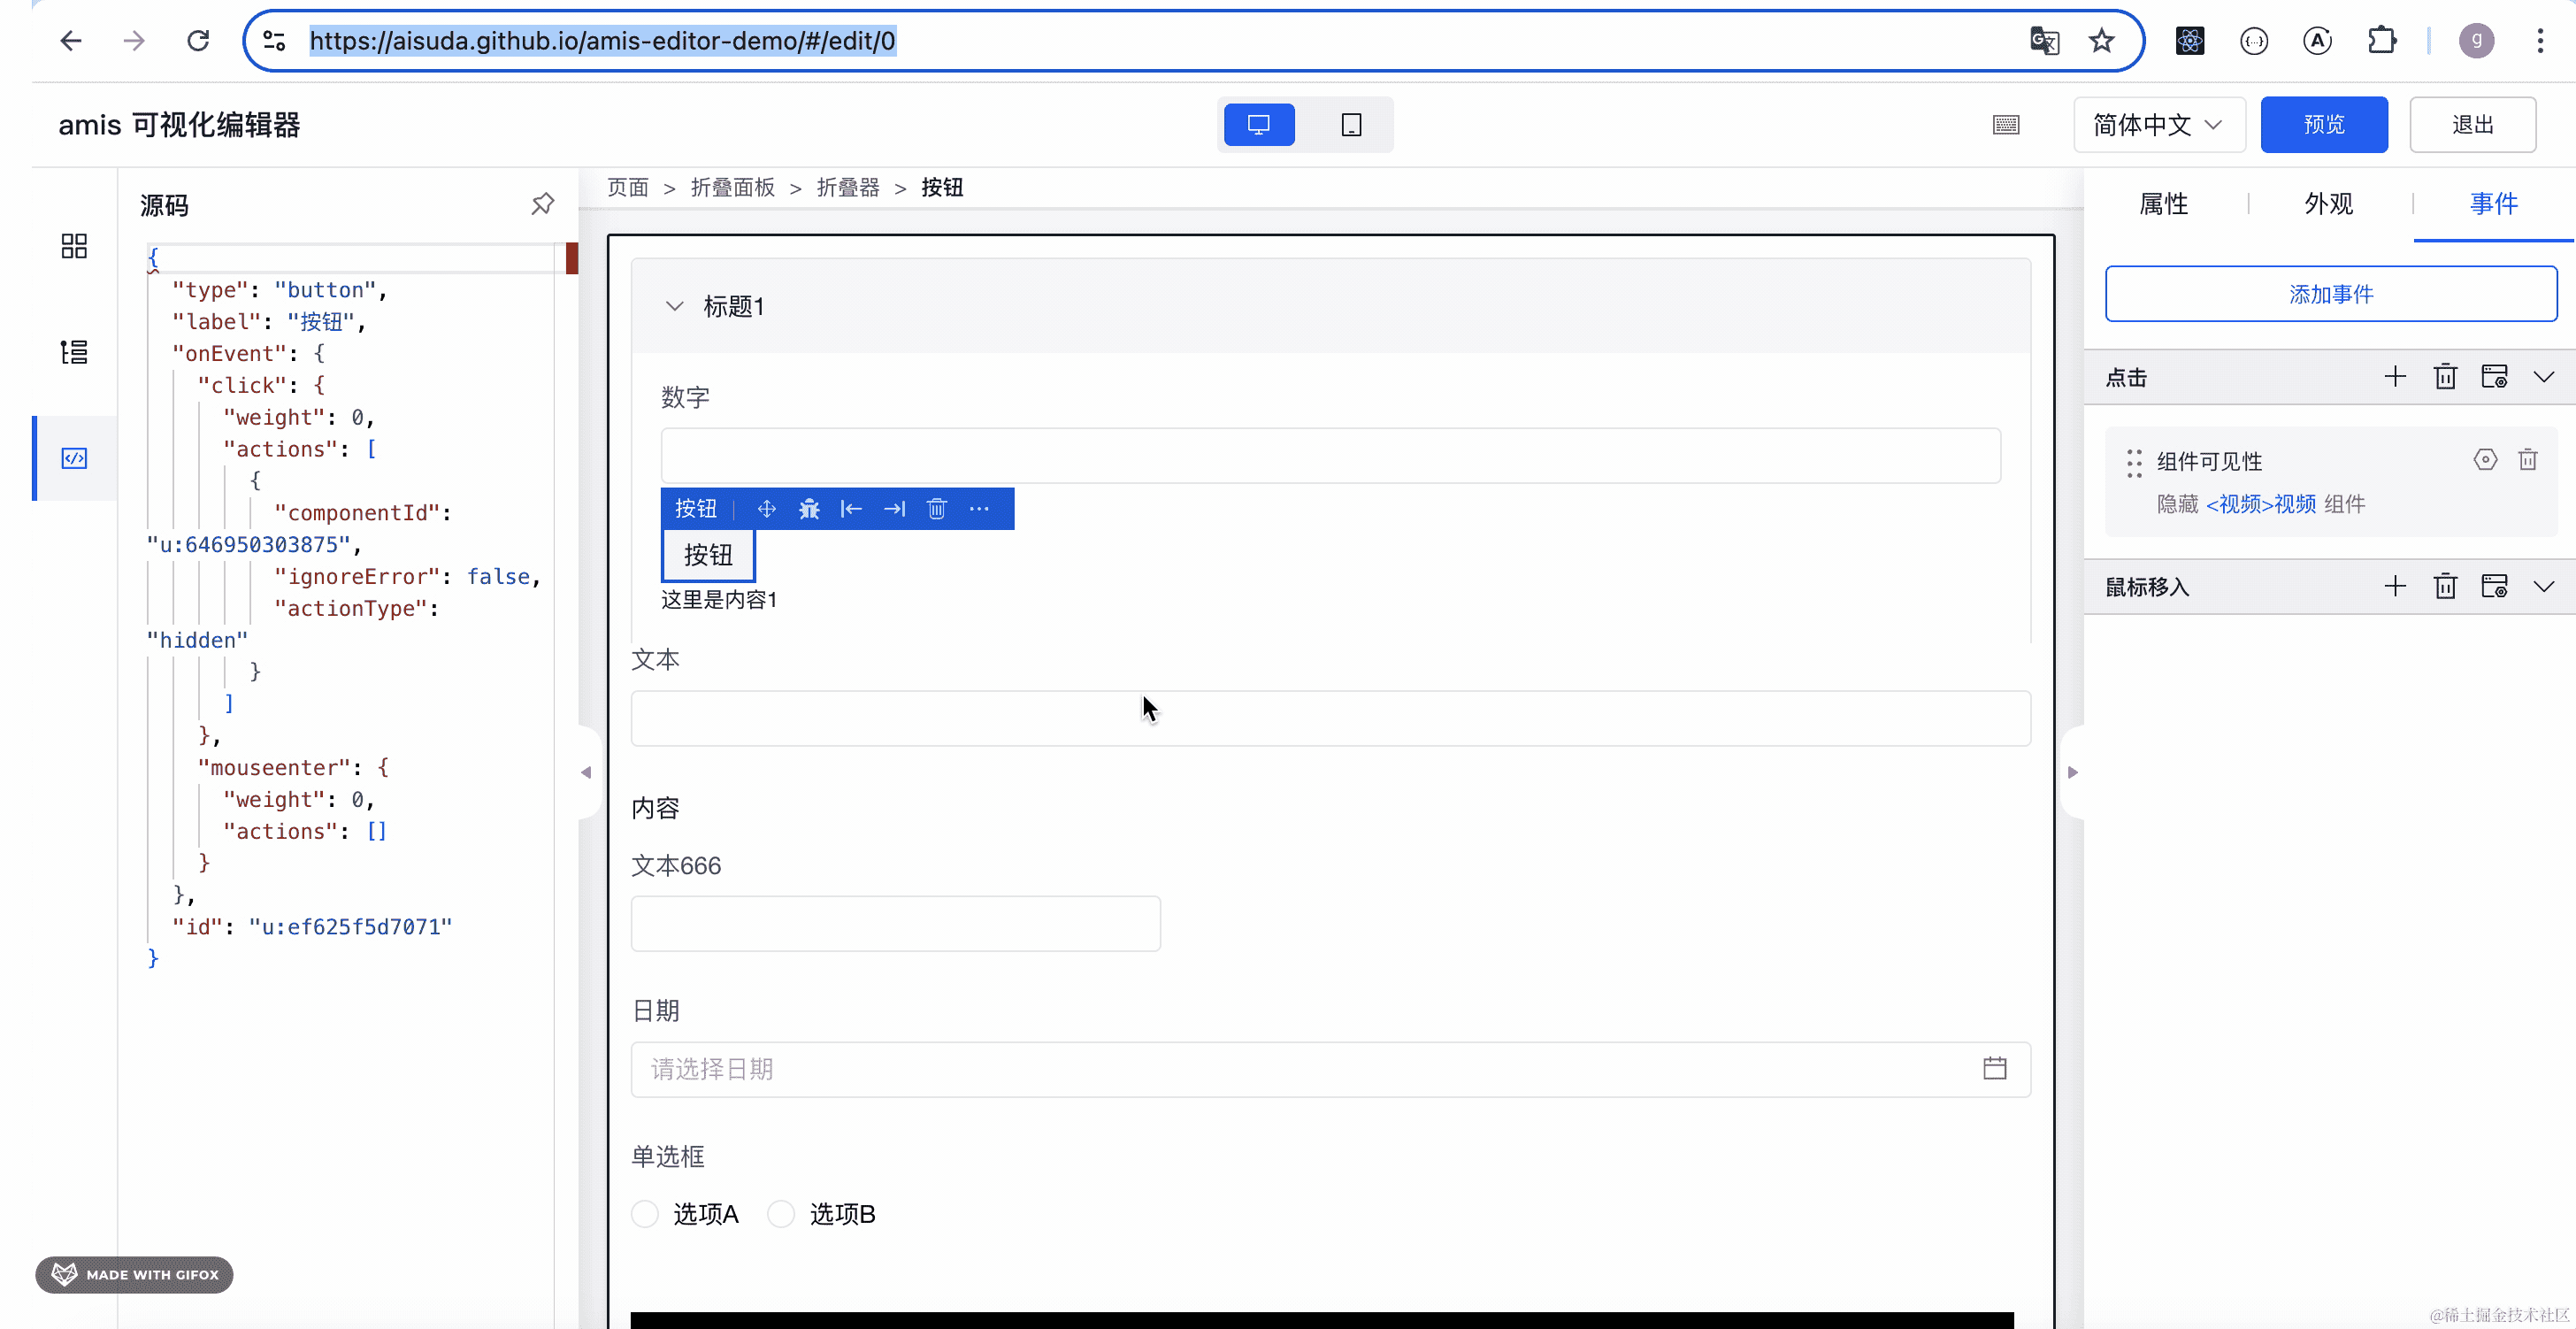 https://aisuda.github.io/amis-editor-demo/#/edit/0
g
amis 可视化编辑器
简体中文
预览
退出
源码
{
"type": "button",
"label": "按钮",
"onEvent": {
"click": {
"weight": 0,
"actions": [
{
"componentId":
"u:646950303875",
"ignoreError": false,
"actionType":
"hidden"
}
]
},
"mouseenter": {
"weight": 0,
"actions": []
}
},
"id": "u:ef625f5d7071"
}
页面 > 折叠面板 > 折叠器 > 按钮
标题1
数字
按钮
按钮
这里是内容1
文本
内容
文本666
日期
请选择日期
单选框
选项A 选项B
属性
外观
事件
添加事件
点击
组件可见性
隐藏 <视频>视频 组件
鼠标移入
MADE WITH GIFOX
@稀土掘金技术社区